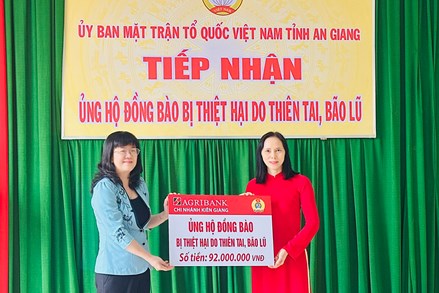 ỦY BAN MẶT TRẬN TỔ QUỐC VIỆT NAM TỈNH AN GIANG
TIẾP NHẬN
ỦNG HỘ ĐỒNG BÀO BỊ THIỆT HẠI DO THIÊN TAI, BÃO LŨ
AGRIBANK
CHI NHÁNH KIÊN GIANG
ỦNG HỘ ĐỒNG BÀO
BỊ THIỆT HẠI DO THIÊN TAI, BÃO LŨ
Số tiền: 92.000.000 VNĐ